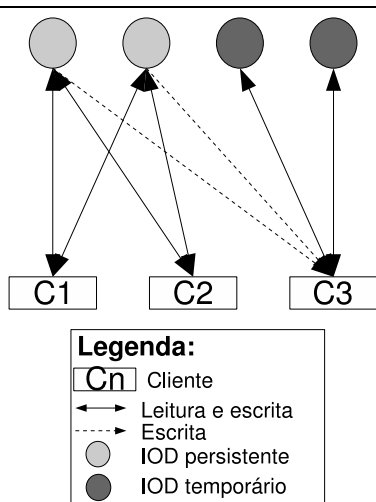 C1 C2 C3
Legenda:
Cn Cliente
Leitura e escrita
Escrita
IOD persistente
IOD temporário